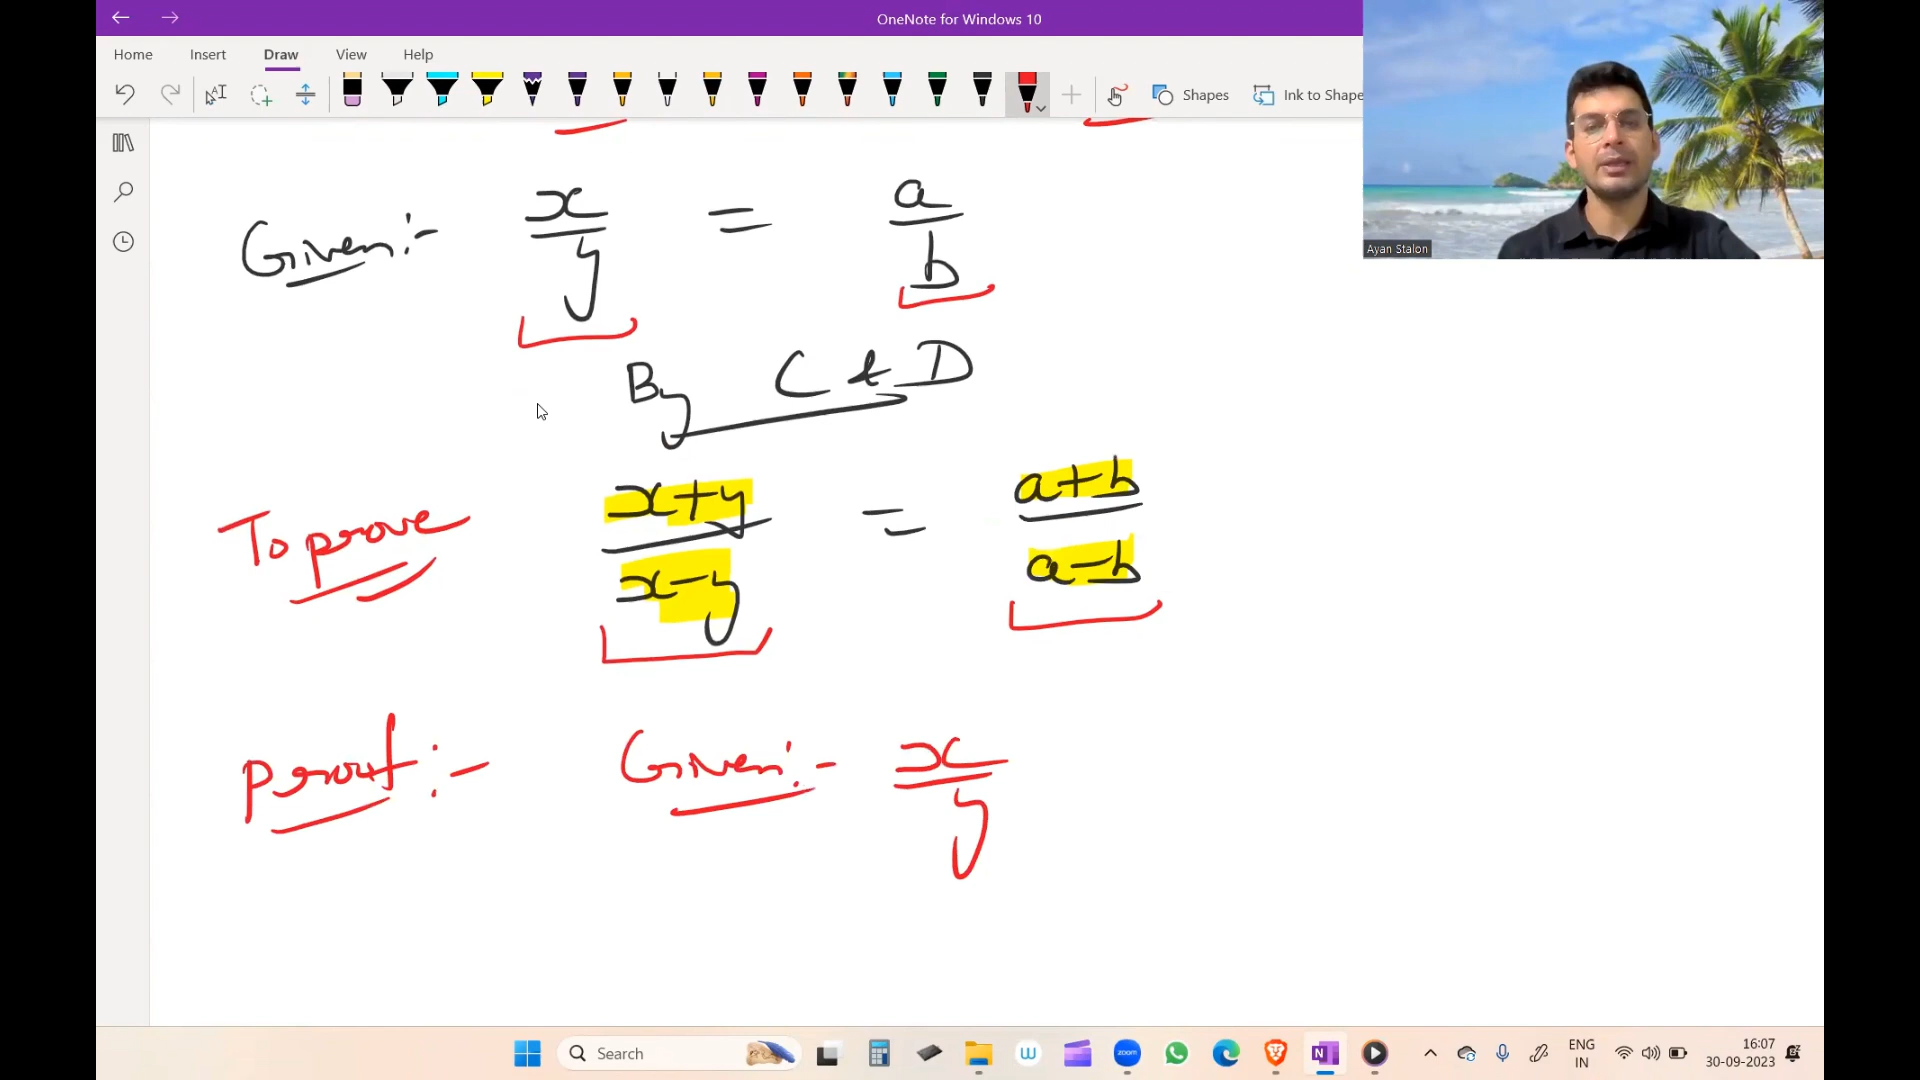 OneNote for Windows 10
Home Insert Draw View Help
Shapes Ink to Shape
Ayan Stalon
Given:- x/y = a/b
By C & D
To prove x+y/x-y = a+b/a-b
Proof:- Given:- x/y
Search
zoom
ENG
IN
16:07
30-09-2023